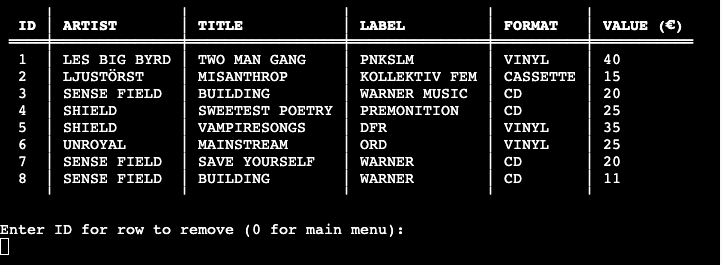 ID ARTIST TITLE LABEL FORMAT VALUE (€)
1 LES BIG BYRD TWO MAN GANG PNKSLM VINYL 40
2 LJUSTÖRST MISANTHROP KOLLEKTIV FEM CASSETTE 15
3 SENSE FIELD BUILDING WARNER MUSIC CD 20
4 SHIELD SWEETEST POETRY PREMONITION CD 25
5 SHIELD VAMPIRESONGS DFR VINYL 35
6 UNROYAL MAINSTREAM ORD VINYL 25
7 SENSE FIELD SAVE YOURSELF WARNER CD 20
8 SENSE FIELD BUILDING WARNER CD 11
Enter ID for row to remove (0 for main menu):